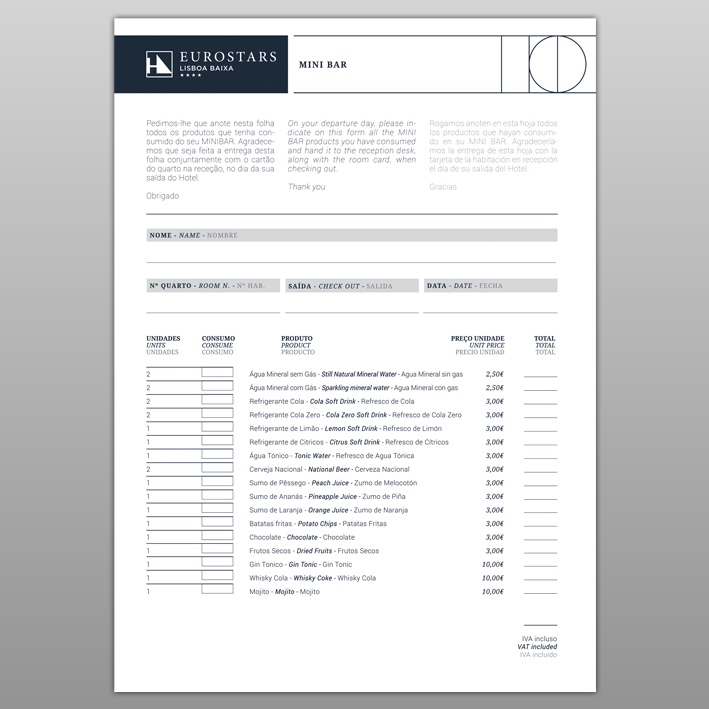 EUROSTARS
LISBOA BAIXA
★★★★
MINI BAR
Pedimos-lhe que anote nesta folha
todos os produtos que tenha con-
sumido do seu MINIBAR. Agradece-
mos que seja feita a entrega desta
folha conjuntamente com o cartão
do quarto na receção, no dia da sua
saída do Hotel.
Obrigado
On your departure day, please in-
dicate on this form all the MINI
BAR products you have consumed
and hand it to the reception desk,
along with the room card, when
checking out.
Thank you
Rogamos anoten en esta hoja todos
los productos que hayan consumi-
do en su MINI BAR. Agradecería-
mos la entrega de esta hoja con la
tarjeta de la habitación en recepción
el día de su salida del Hotel.
Gracias
NOME - NAME - NOMBRE
Nº QUARTO - ROOM N. - Nº HAB.
SAÍDA - CHECK OUT - SALIDA
DATA - DATE - FECHA
UNIDADES CONSUMO PRODUTO PREÇO UNIDADE TOTAL
UNITS CONSUME PRODUCT UNIT PRICE TOTAL
UNIDADES CONSUMO PRODUCTO PRECIO UNIDAD TOTAL
2 Água Mineral sem Gás - Still Natural Mineral Water - Agua Mineral sin gas 2,50€
2 Água Mineral com Gás - Sparkling mineral water - Agua Mineral con gas 2,50€
2 Refrigerante Cola - Cola Soft Drink - Refresco de Cola 3,00€
2 Refrigerante Cola Zero - Cola Zero Soft Drink - Refresco de Cola Zero 3,00€
1 Refrigerante de Limão - Lemon Soft Drink - Refresco de Limón 3,00€
1 Refrigerante de Citricos - Citrus Soft Drink - Refresco de Cítricos 3,00€
1 Água Tónico - Tonic Water - Refresco de Agua Tónica 3,00€
2 Cerveja Nacional - National Beer - Cerveza Nacional 3,00€
1 Sumo de Pêssego - Peach Juice - Zumo de Melocotón 3,00€
1 Sumo de Ananás - Pineapple Juice - Zumo de Piña 3,00€
1 Sumo de Laranja - Orange Juice - Zumo de Naranja 3,00€
1 Batatas fritas - Potato Chips - Patatas Fritas 3,00€
1 Chocolate - Chocolate - Chocolate 3,00€
1 Frutos Secos - Dried Fruits - Frutos Secos 3,00€
1 Gin Tonico - Gin Tonic - Gin Tonic 10,00€
1 Whisky Cola - Whisky Coke - Whisky Cola 10,00€
1 Mojito - Mojito - Mojito 10,00€
IVA incluso
VAT included
IVA incluido